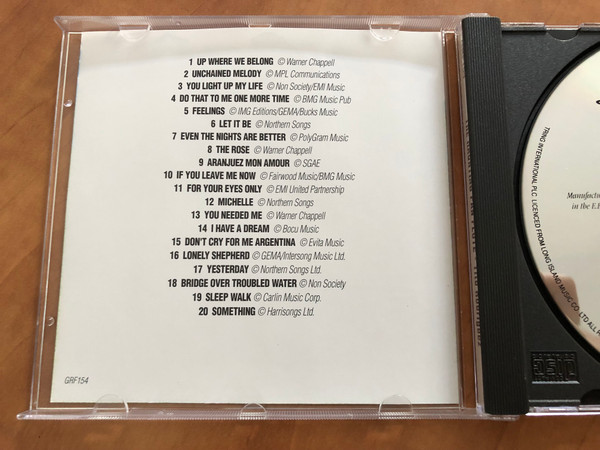 1 UP WHERE WE BELONG © Warner Chappell
2 UNCHAINED MELODY © MPL Communications
3 YOU LIGHT UP MY LIFE © Non Society/EMI Music
4 DO THAT TO ME ONE MORE TIME © BMG Music Pub
5 FEELINGS © IMG Editions/GEMA/Bucks Music
6 LET IT BE © Northern Songs
7 EVEN THE NIGHTS ARE BETTER © PolyGram Music
8 THE ROSE © Warner Chappell
9 ARANJUEZ MON AMOUR © SGAE
10 IF YOU LEAVE ME NOW © Fairwood Music/BMG Music
11 FOR YOUR EYES ONLY © EMI United Partnership
12 MICHELLE © Northern Songs
13 YOU NEEDED ME © Warner Chappell
14 I HAVE A DREAM © Bocu Music
15 DON'T CRY FOR ME ARGENTINA © Evita Music
16 LONELY SHEPHERD © GEMA/Intersong Music Ltd.
17 YESTERDAY © Northern Songs Ltd.
18 BRIDGE OVER TROUBLED WATER © Non Society
19 SLEEP WALK © Carlin Music Corp.
20 SOMETHING © Harrisongs Ltd.
GRF154
TRING INTERNATIONAL PLC. LICENCED FROM LONG ISLAND MUSIC CO. LTD ALL
Manufactu
in the E.